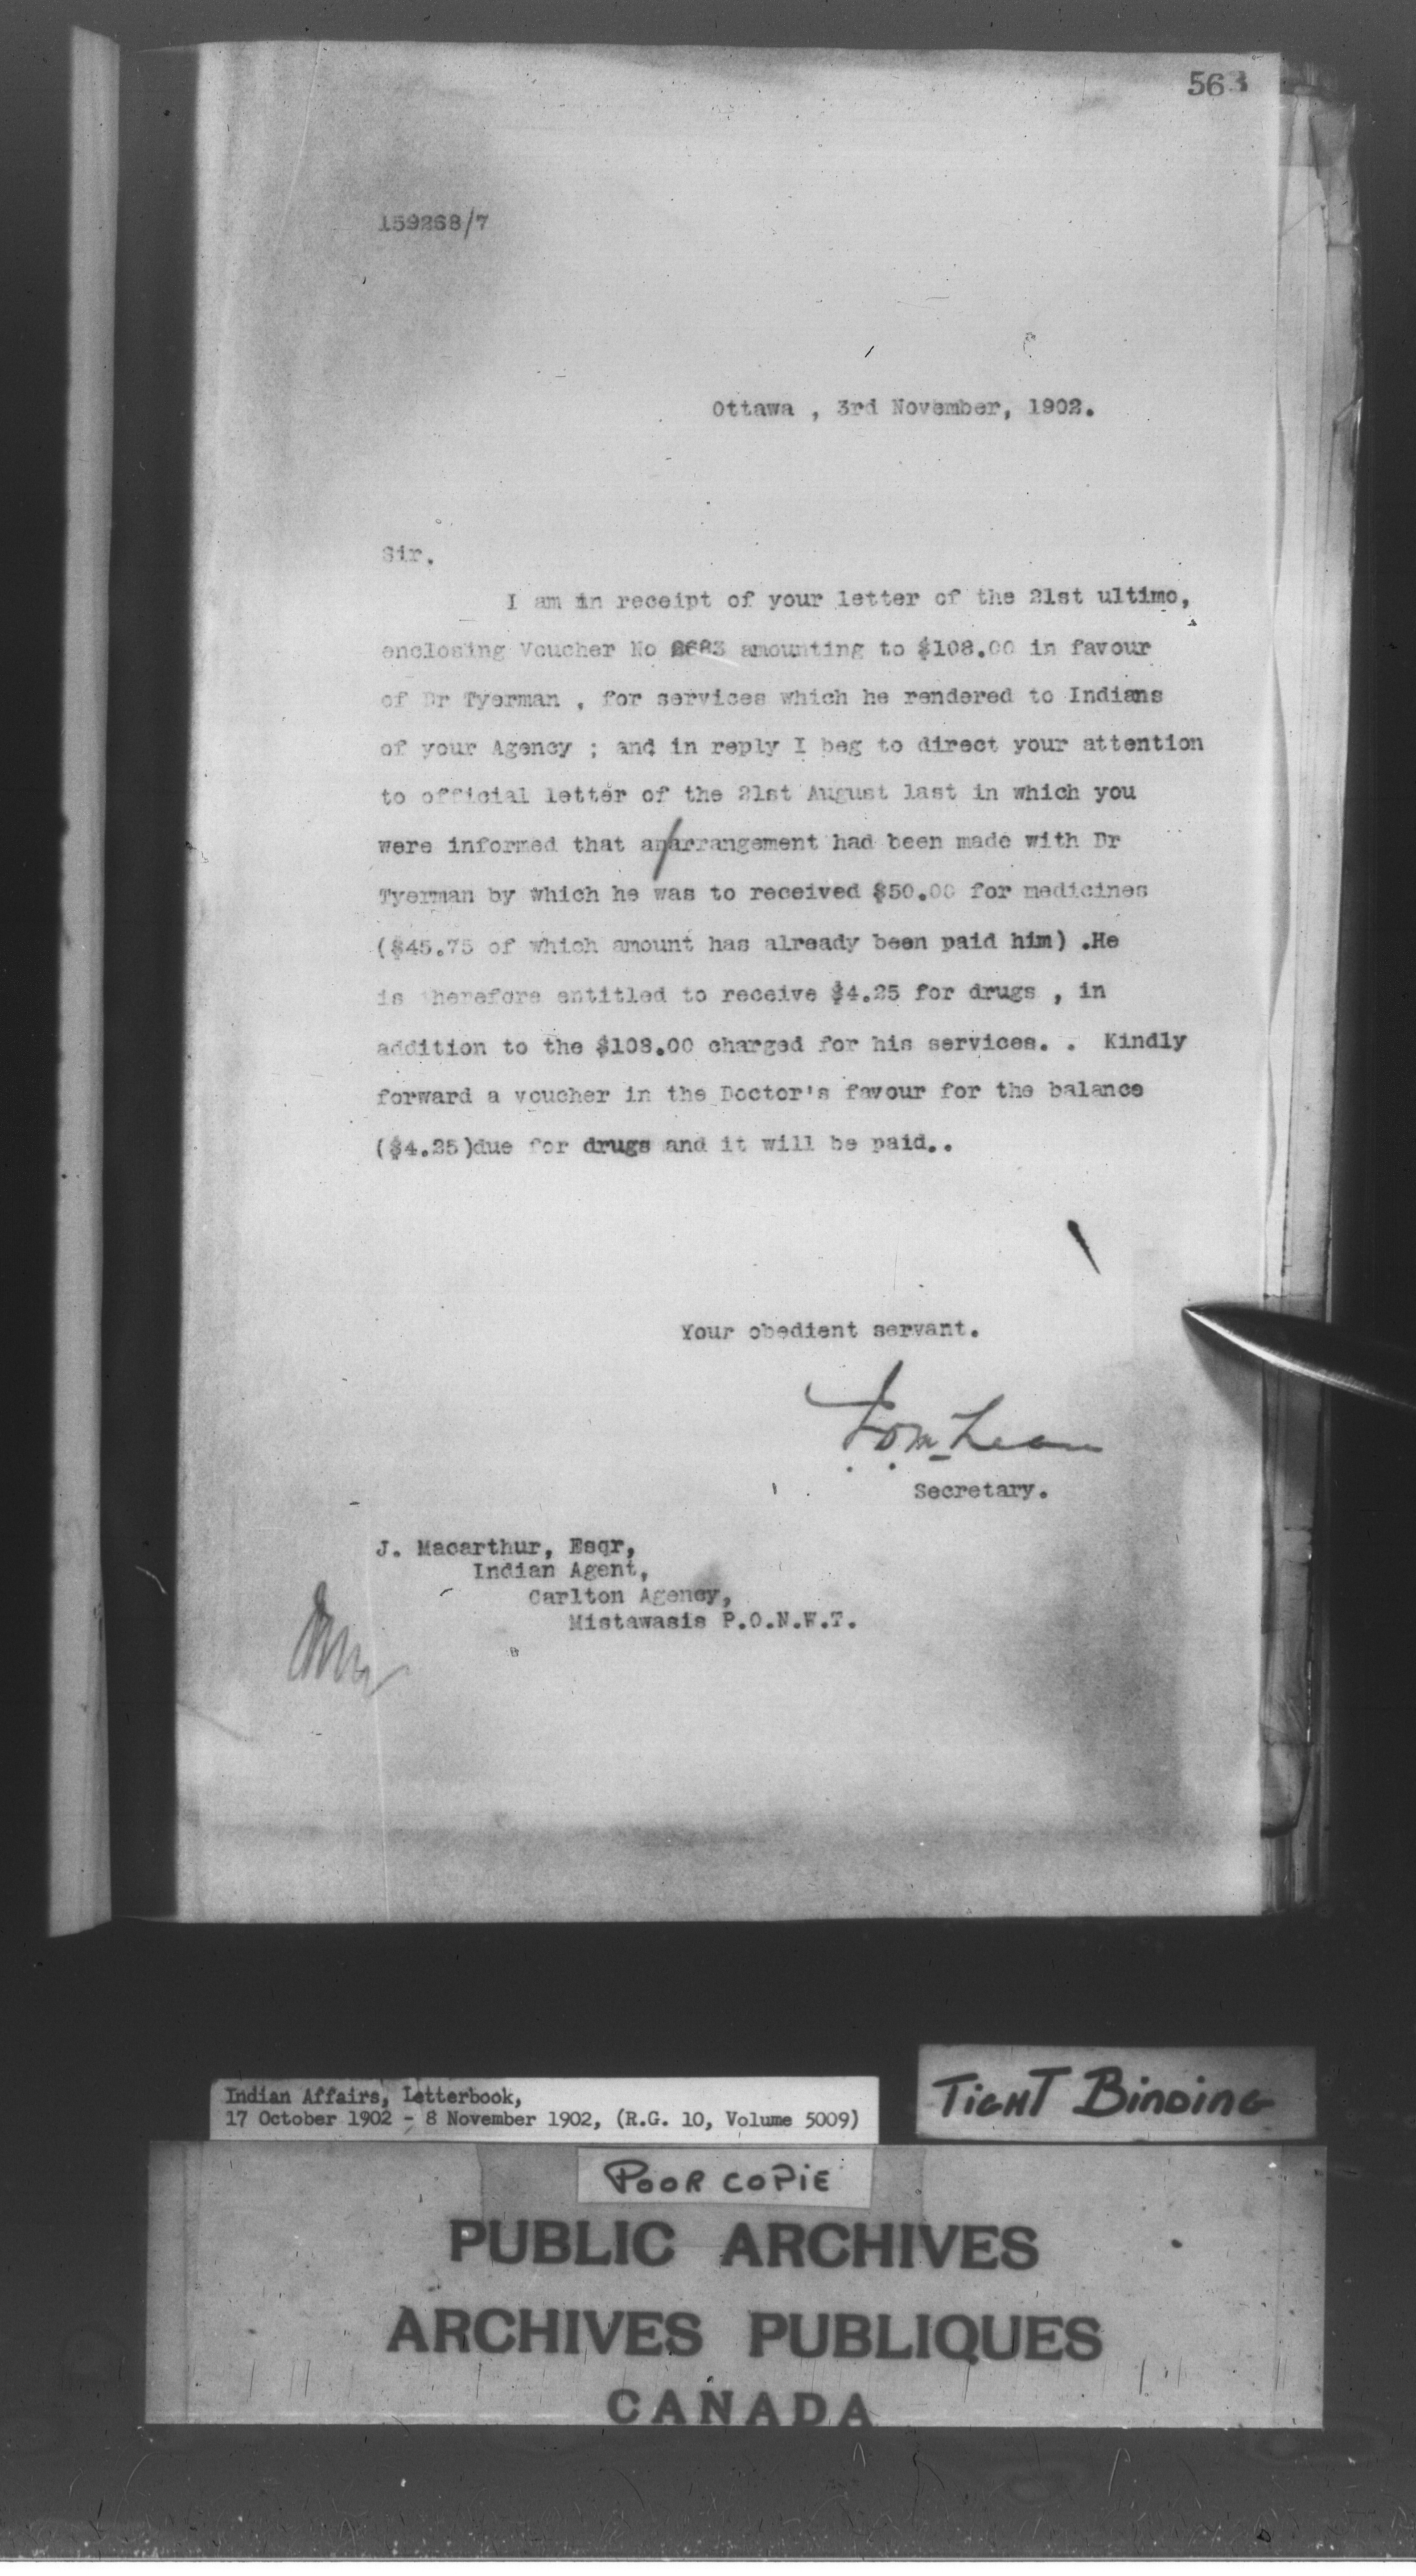 563
159268/7
Ottawa , 3rd November, 1902.
Sir.
I am in receipt of your letter of the 21st ultimo,
enclosing Voucher No 8683 amounting to $108.00 in favour
of Dr Tyerman , for services which he rendered to Indians
of your Agency ; and in reply I beg to direct your attention
to official letter of the 21st August last in which you
were informed that an/arrangement had been made with Dr
Tyerman by which he was to received $50.00 for medicines
($45.75 of which amount has already been paid him) .He
is therefore entitled to receive $4.25 for drugs , in
addition to the $108.00 charged for his services. . Kindly
forward a voucher in the Doctor's favour for the balance
($4.25)due for drugs and it will be paid..
Your obedient servant.
Secretary.
J. Macarthur, Esqr,
Indian Agent,
Carlton Agency,
Mistawasis P.O.N.W.T.
Indian Affairs, Letterbook,
17 October 1902 - 8 November 1902, (R.G. 10, Volume 5009)
TIGHT BINDING
POOR COPIE
PUBLIC ARCHIVES
ARCHIVES PUBLIQUES
CANADA